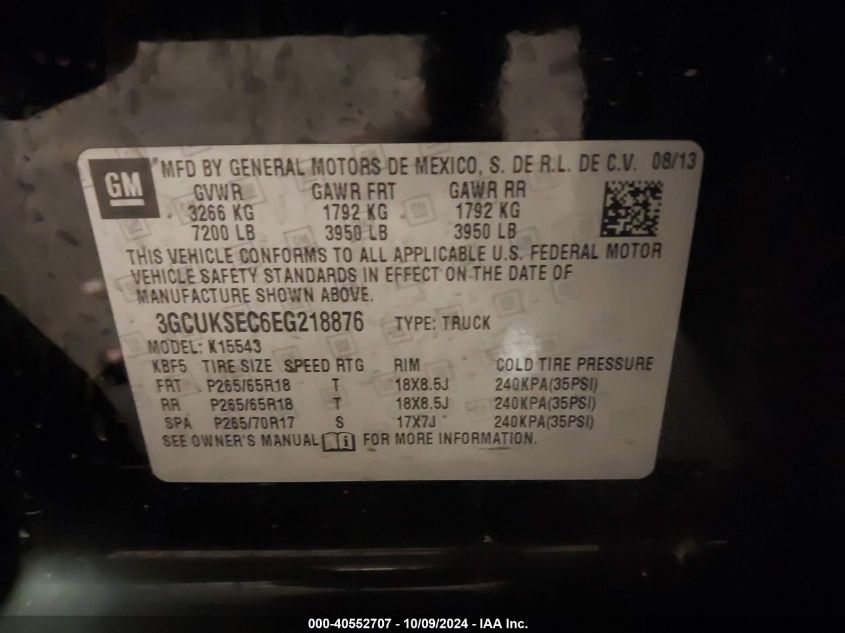 GM
MFD BY GENERAL MOTORS DE MEXICO, S. DE R.L. DE C.V. 08/13
GVWR GAWR FRT GAWR RR
3266 KG 1792 KG 1792 KG
7200 LB 3950 LB 3950 LB
THIS VEHICLE CONFORMS TO ALL APPLICABLE U.S. FEDERAL MOTOR
VEHICLE SAFETY STANDARDS IN EFFECT ON THE DATE OF
MANUFACTURE SHOWN ABOVE.
3GCUKSEC6EG218876 TYPE: TRUCK
MODEL: K15543
KBF5 TIRE SIZE SPEED RTG RIM COLD TIRE PRESSURE
FRT P265/65R18 T 18X8.5J 240KPA(35PSI)
RR P265/65R18 T 18X8.5J 240KPA(35PSI)
SPA P265/70R17 S 17X7J 240KPA(35PSI)
SEE OWNER'S MANUAL FOR MORE INFORMATION.
000-40552707 - 10/09/2024 - IAA Inc.